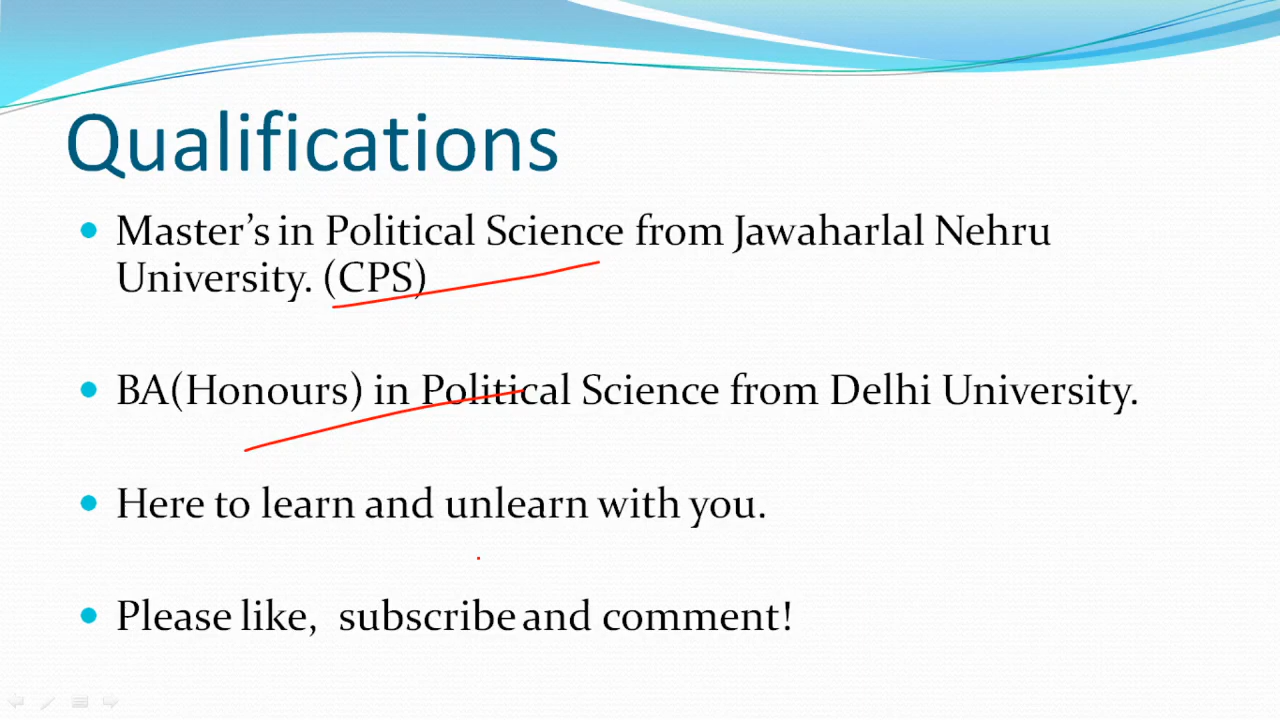 Qualifications
Master’s in Political Science from Jawaharlal Nehru
University. (CPS)
BA(Honours) in Political Science from Delhi University.
Here to learn and unlearn with you.
Please like,  subscribe and comment!